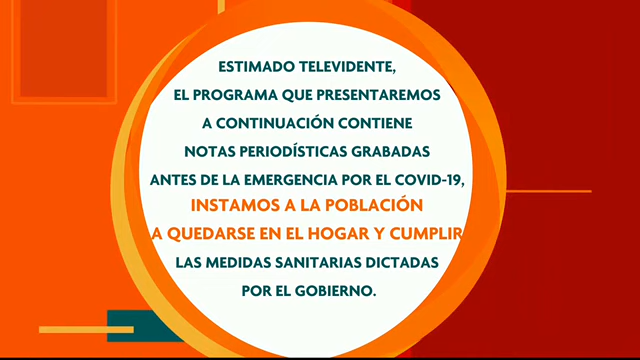 ESTIMADO TELEVIDENTE,
EL PROGRAMA QUE PRESENTAREMOS
A CONTINUACIÓN CONTIENE
NOTAS PERIODÍSTICAS GRABADAS
ANTES DE LA EMERGENCIA POR EL COVID-19,
INSTAMOS A LA POBLACIÓN
A QUEDARSE EN EL HOGAR Y CUMPLIR
LAS MEDIDAS SANITARIAS DICTADAS
POR EL GOBIERNO.